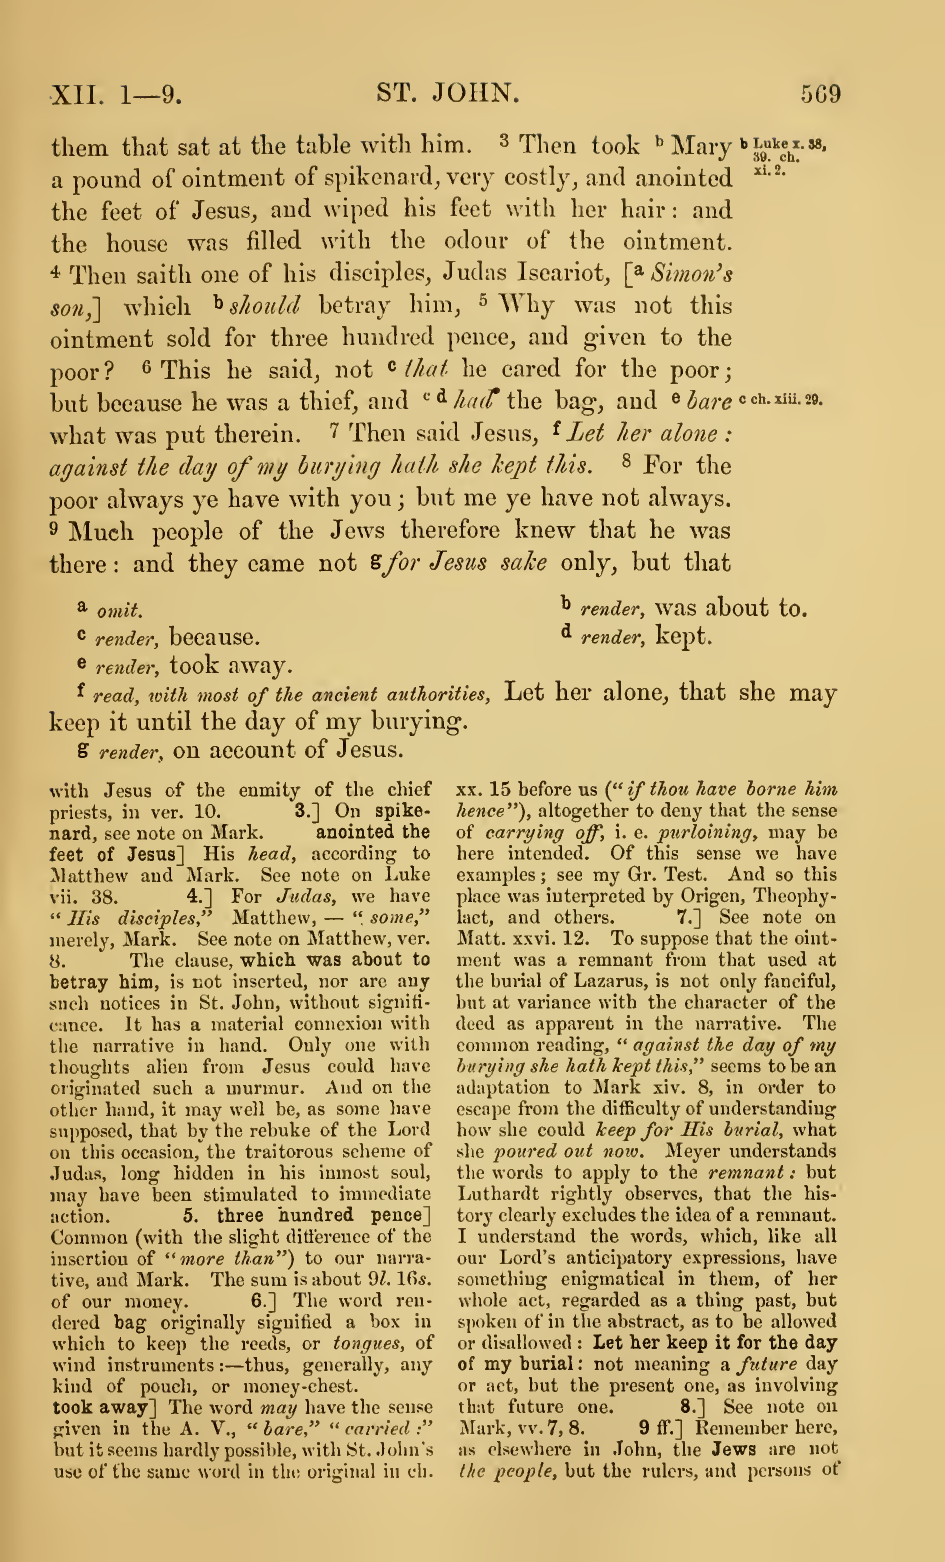 XII. 1—9.
ST. JOHN.
569
them that sat at the table with him. 3 Then took b Mary
a pound of ointment of spikenard, very costly, and anointed
the feet of Jesus, and wiped his feet with her hair: and
the house was filled with the odour of the ointment.
4 Then saith one of his disciples, Judas Iscariot, [a Simon's
son,] which b should betray him, 5 Why was not this
ointment sold for three hundred pence, and given to the
poor? 6 This he said, not c that he cared for the poor;
but because he was a thief, and c d had the bag, and e bare
what was put therein. 7 Then said Jesus, f Let her alone:
against the day of my burying hath she kept this. 8 For the
poor always ye have with you; but me ye have not always.
9 Much people of the Jews therefore knew that he was
there: and they came not g for Jesus sake only, but that
b Luke x. 38,
39. ch.
xi. 2.
c ch. xiii. 29.
a omit.
b render, was about to.
c render, because.
d render, kept.
e render, took away.
f read, with most of the ancient authorities, Let her alone, that she may
keep it until the day of my burying.
g render, on account of Jesus.
with Jesus of the enmity of the chief
priests, in ver. 10. 3.] On spike-
nard, see note on Mark. anointed the
feet of Jesus] His head, according to
Matthew and Mark. See note on Luke
vii. 38. 4.] For Judas, we have
"His disciples," Matthew, — "some,"
merely, Mark. See note on Matthew, ver.
8. The clause, which was about to
betray him, is not inserted, nor are any
such notices in St. John, without signifi-
cance. It has a material connexion with
the narrative in hand. Only one with
thoughts alien from Jesus could have
originated such a murmur. And on the
other hand, it may well be, as some have
supposed, that by the rebuke of the Lord
on this occasion, the traitorous scheme of
Judas, long hidden in his inmost soul,
may have been stimulated to immediate
action. 5. three hundred pence]
Common (with the slight difference of the
insertion of "more than") to our narra-
tive, and Mark. The sum is about 9l. 16s.
of our money. 6.] The word ren-
dered bag originally signified a box in
which to keep the reeds, or tongues, of
wind instruments:—thus, generally, any
kind of pouch, or money-chest.
took away] The word may have the sense
given in the A. V., "bare," "carried:"
but it seems hardly possible, with St. John's
use of the same word in the original in ch.
xx. 15 before us ("if thou have borne him
hence"), altogether to deny that the sense
of carrying off, i. e. purloining, may be
here intended. Of this sense we have
examples; see my Gr. Test. And so this
place was interpreted by Origen, Theophy-
lact, and others. 7.] See note on
Matt. xxvi. 12. To suppose that the oint-
ment was a remnant from that used at
the burial of Lazarus, is not only fanciful,
but at variance with the character of the
deed as apparent in the narrative. The
common reading, "against the day of my
burying she hath kept this," seems to be an
adaptation to Mark xiv. 8, in order to
escape from the difficulty of understanding
how she could keep for His burial, what
she poured out now. Meyer understands
the words to apply to the remnant: but
Luthardt rightly observes, that the his-
tory clearly excludes the idea of a remnant.
I understand the words, which, like all
our Lord's anticipatory expressions, have
something enigmatical in them, of her
whole act, regarded as a thing past, but
spoken of in the abstract, as to be allowed
or disallowed: Let her keep it for the day
of my burial: not meaning a future day
or act, but the present one, as involving
that future one. 8.] See note on
Mark, vv. 7, 8. 9 ff.] Remember here,
as elsewhere in John, the Jews are not
the people, but the rulers, and persons of